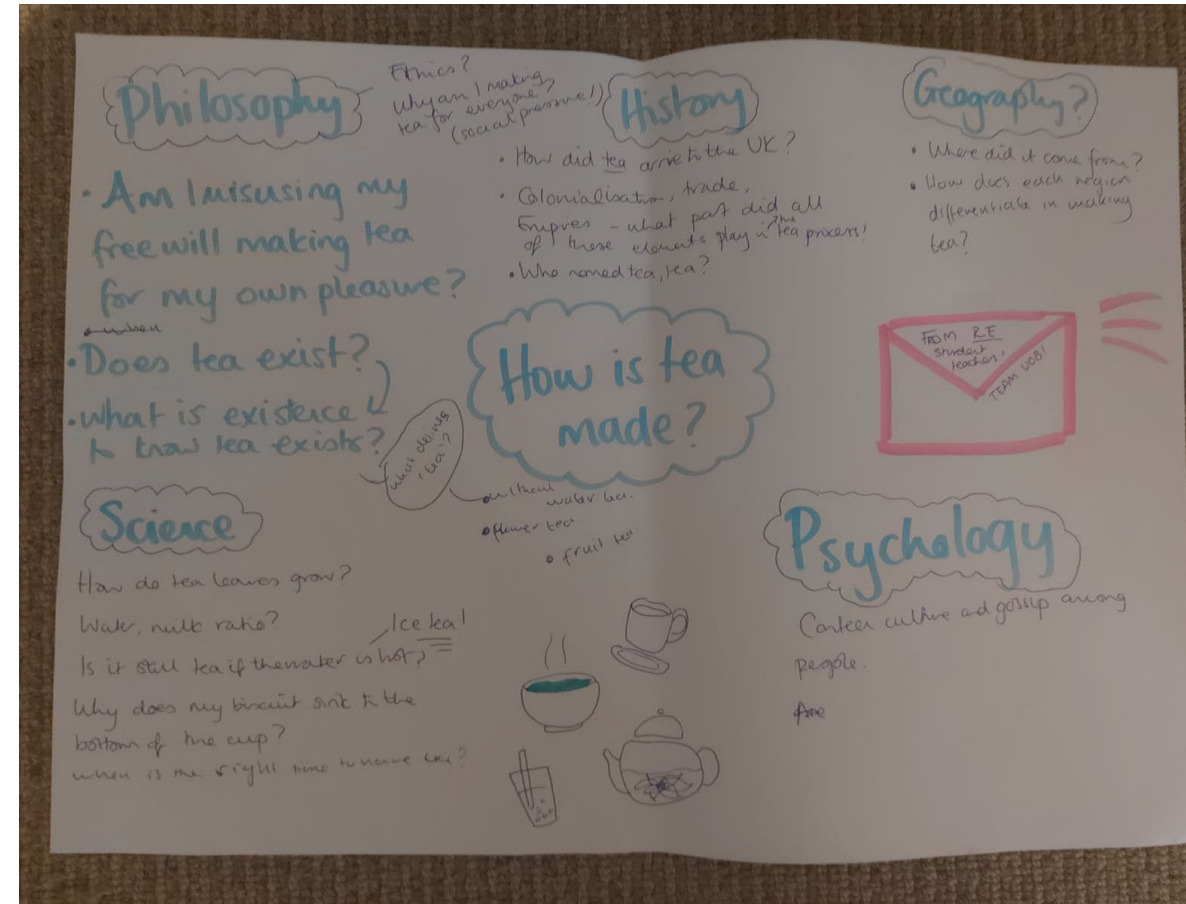 Philosophy
Ethics?
Why am I making
tea for everyone?
(social pressure!)
• Am I misusing my
free will making tea
for my own pleasure?
• when
• Does tea exist?
• what is existence
to know tea exists?
History
• How did tea arrive to the UK?
• Colonialisation, trade,
Empires - what part did all
of these elements play in the tea process!
• Who named tea, tea?
Geography?
• Where did it come from?
• How does each region
differentiate in making
tea?
How is tea
made?
From RE
Student
teachers!
TEAM UOB!
what defines
'tea'?
• without
water tea.
• flower tea.
• fruit tea
Science
How do tea leaves grow?
Water, milk ratio?
Ice tea!
Is it still tea if the water is hot?
Why does my biscuit sink to the
bottom of the cup?
When is the right time to have tea?
Psychology
Canteen culture and gossip among
people.